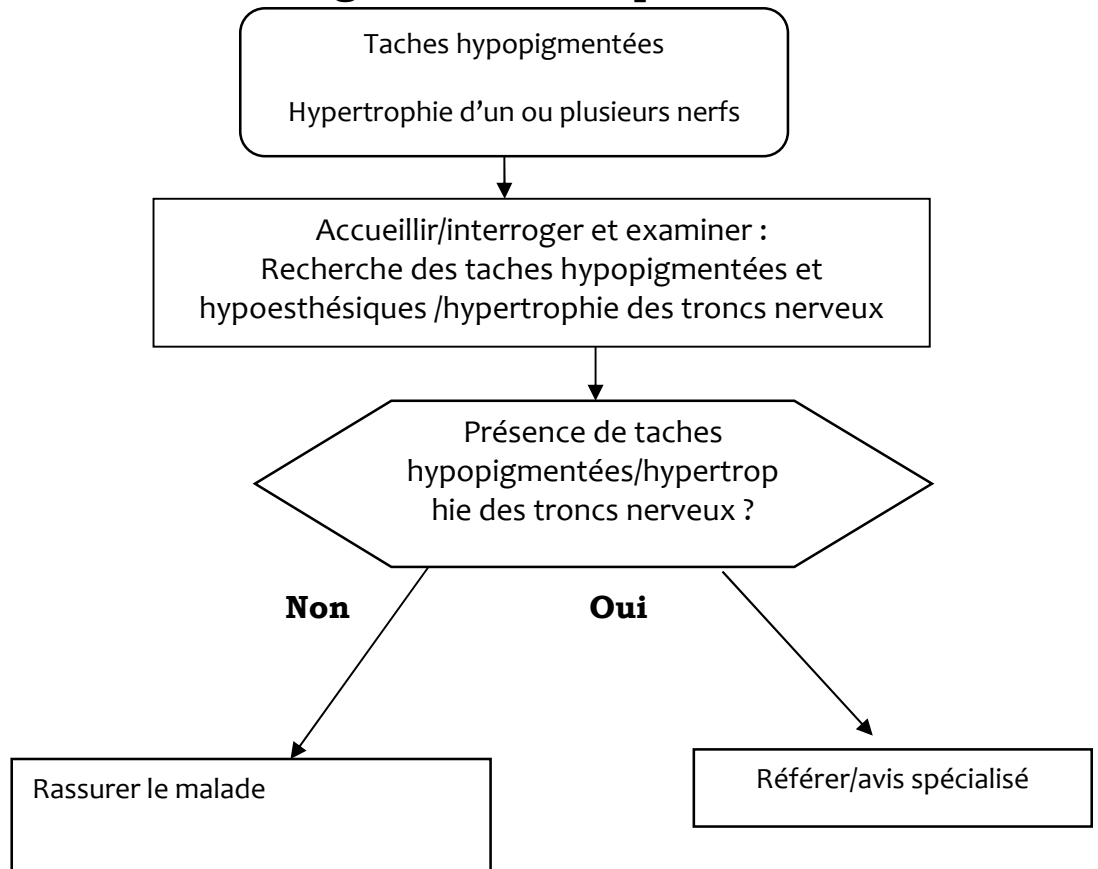 Taches hypopigmentées
Hypertrophie d'un ou plusieurs nerfs
Accueillir/interroger et examiner :
Recherche des taches hypopigmentées et
hypoesthésiques /hypertrophie des troncs nerveux
Présence de taches
hypopigmentées/hypertrop
hie des troncs nerveux ?
Non
Oui
Rassurer le malade
Référer/avis spécialisé